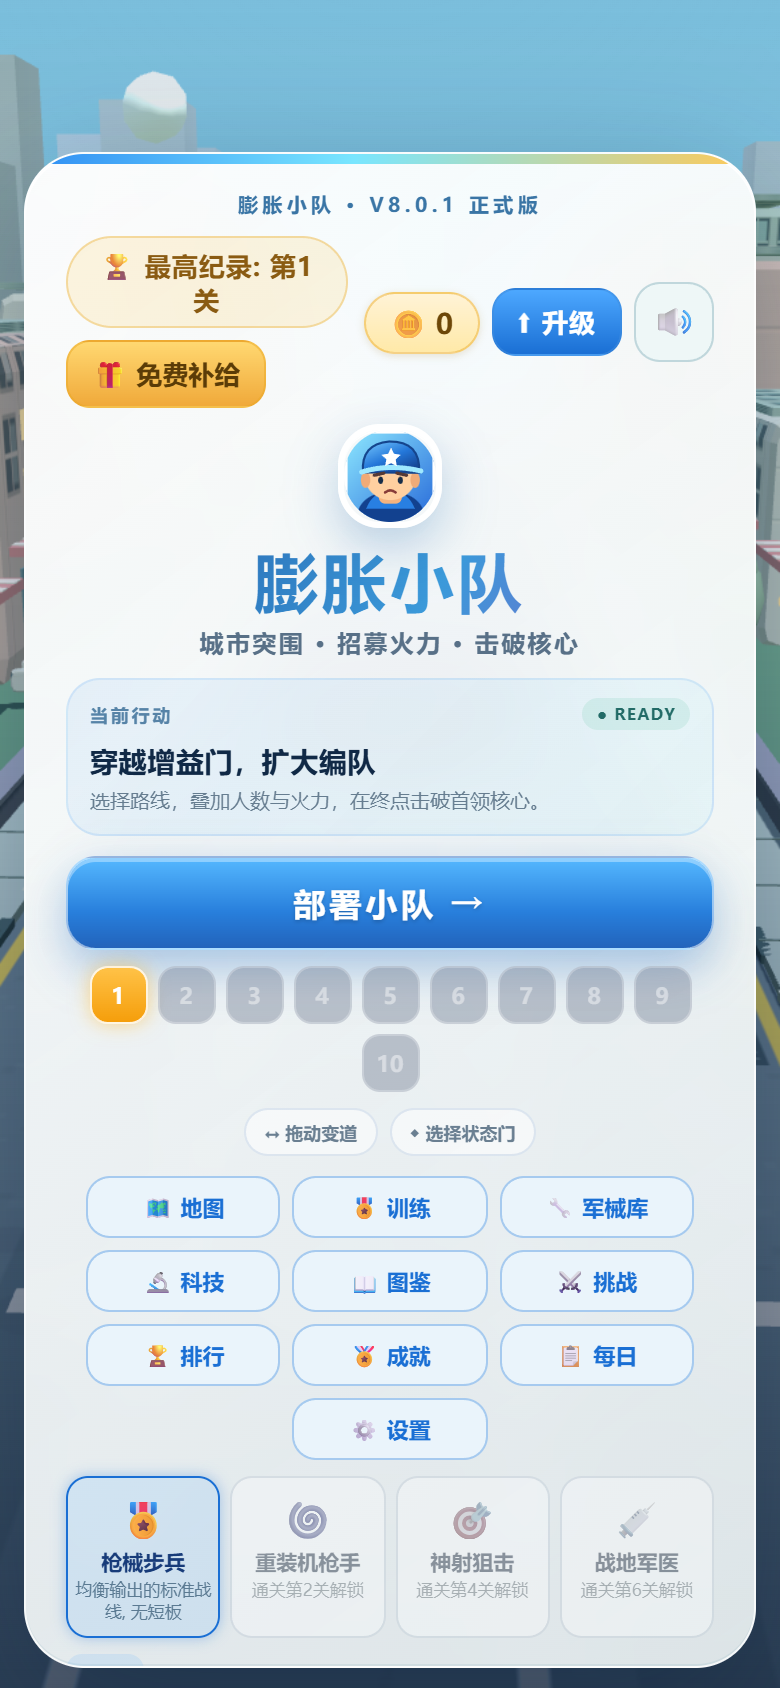 膨胀小队 • V8.0.1 正式版
最高纪录: 第1
关
0
升级
免费补给
膨胀小队
城市突围 • 招募火力 • 击破核心
当前行动
READY
穿越增益门，扩大编队
选择路线，叠加人数与火力，在终点击破首领核心。
部署小队 →
1 2 3 4 5 6 7 8 9
10
↔ 拖动变道
选择状态门
地图 训练 军械库
科技 图鉴 挑战
排行 成就 每日
设置
枪械步兵
均衡输出的标准战
线, 无短板
重装机枪手
通关第2关解锁
神射狙击
通关第4关解锁
战地军医
通关第6关解锁